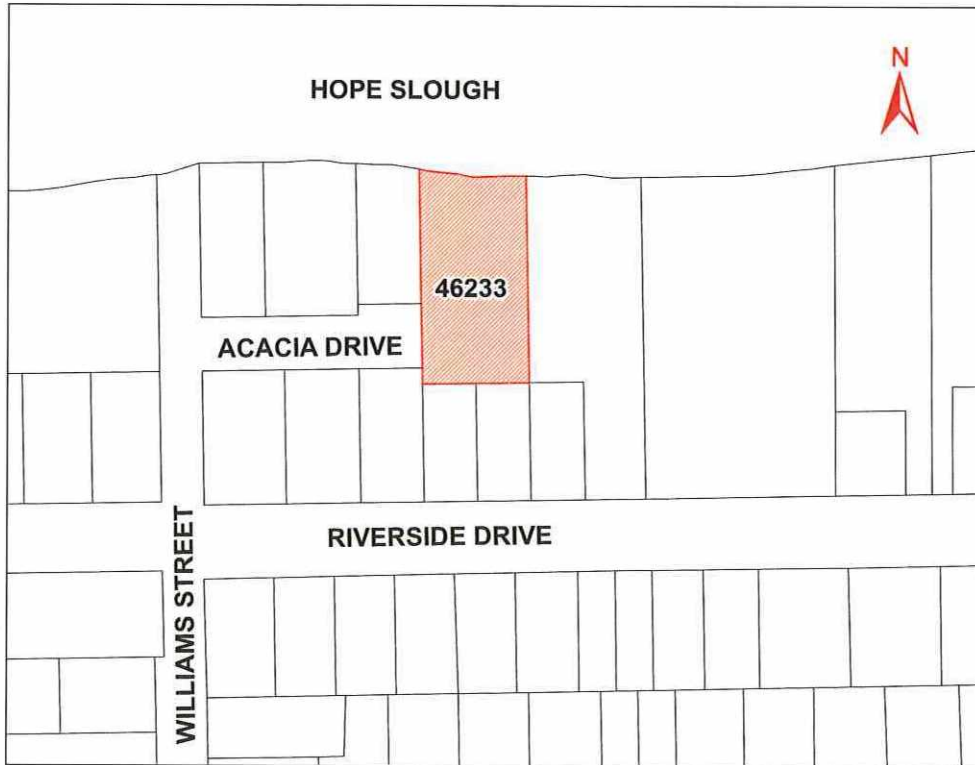 HOPE SLOUGH
N
46233
ACACIA DRIVE
RIVERSIDE DRIVE
WILLIAMS STREET